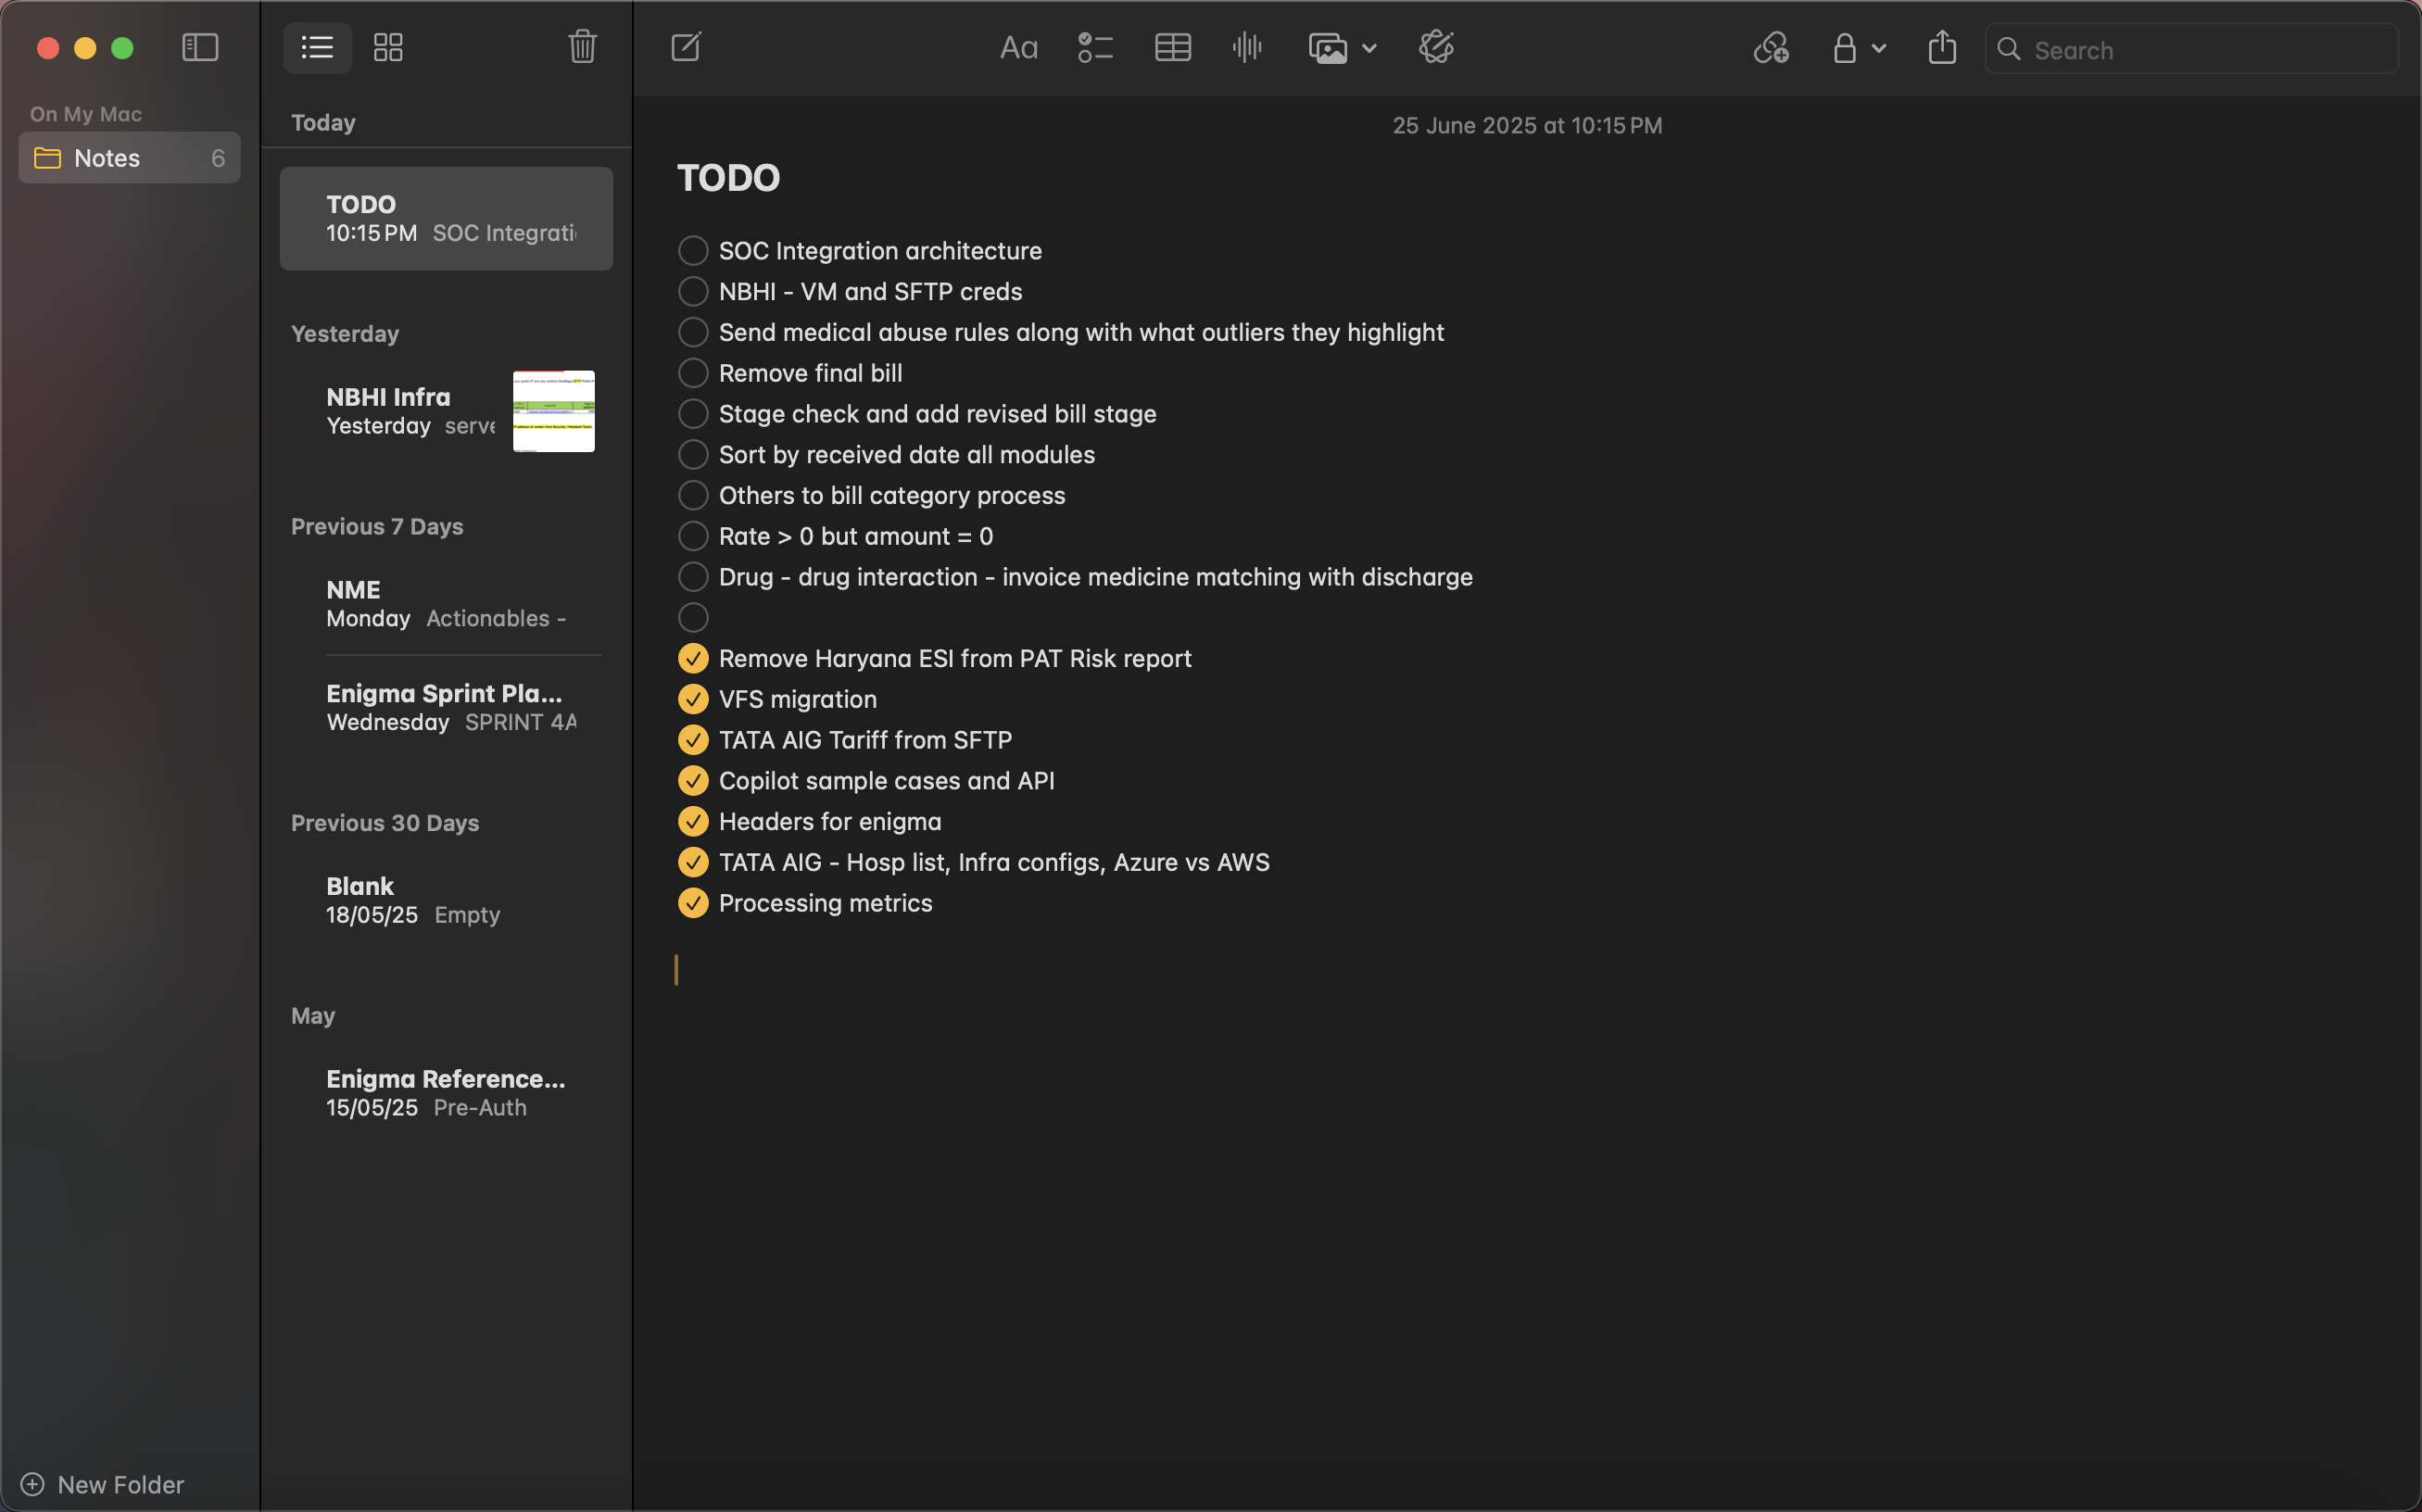 Search
On My Mac
Notes 6
New Folder
Today
TODO
10:15 PM SOC Integrati
Yesterday
NBHI Infra
Yesterday serve
Previous 7 Days
NME
Monday Actionables -
Enigma Sprint Pla...
Wednesday SPRINT 4A
Previous 30 Days
Blank
18/05/25 Empty
May
Enigma Reference...
15/05/25 Pre-Auth
Aa
25 June 2025 at 10:15 PM
TODO
SOC Integration architecture
NBHI - VM and SFTP creds
Send medical abuse rules along with what outliers they highlight
Remove final bill
Stage check and add revised bill stage
Sort by received date all modules
Others to bill category process
Rate > 0 but amount = 0
Drug - drug interaction - invoice medicine matching with discharge
Remove Haryana ESI from PAT Risk report
VFS migration
TATA AIG Tariff from SFTP
Copilot sample cases and API
Headers for enigma
TATA AIG - Hosp list, Infra configs, Azure vs AWS
Processing metrics